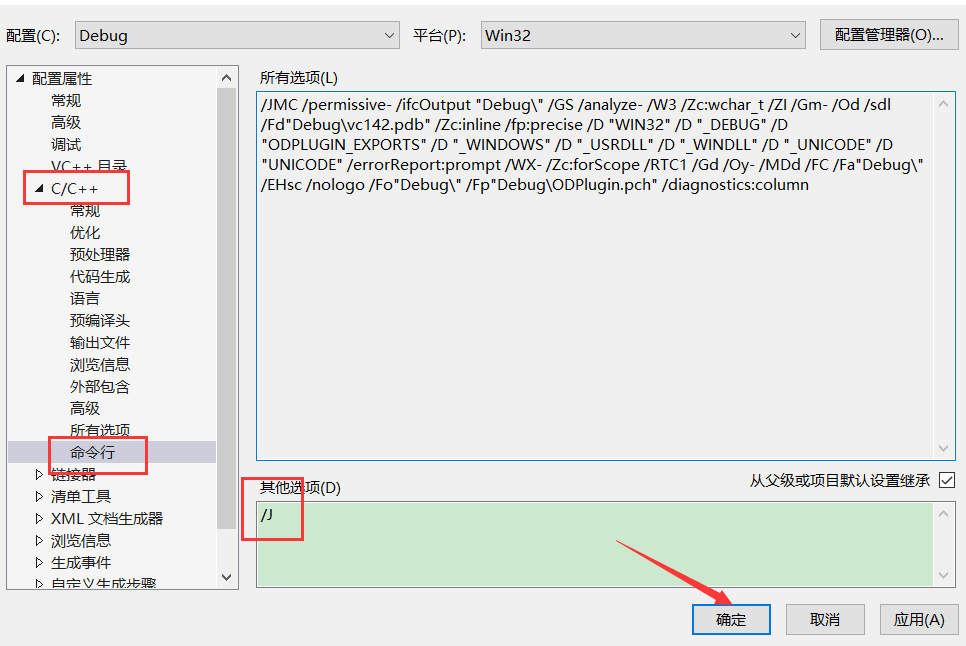 配置(C): Debug 平台(P): Win32 配置管理器(O)...
配置属性
常规
高级
调试
VC++ 目录
C/C++
常规
优化
预处理器
代码生成
语言
预编译头
输出文件
浏览信息
外部包含
高级
所有选项
命令行
链接器
清单工具
XML 文档生成器
浏览信息
生成事件
自定义生成步骤
所有选项(L)
/JMC /permissive- /ifcOutput "Debug\" /GS /analyze- /W3 /Zc:wchar_t /ZI /Gm- /Od /sdl
/Fd"Debug\vc142.pdb" /Zc:inline /fp:precise /D "WIN32" /D "_DEBUG" /D
"ODPLUGIN_EXPORTS" /D "_WINDOWS" /D "_USRDLL" /D "_WINDLL" /D "_UNICODE" /D
"UNICODE" /errorReport:prompt /WX- /Zc:forScope /RTC1 /Gd /Oy- /MDd /FC /Fa"Debug\"
/EHsc /nologo /Fo"Debug\" /Fp"Debug\ODPlugin.pch" /diagnostics:column
从父级或项目默认设置继承
其他选项(D)
/J
确定 取消 应用(A)